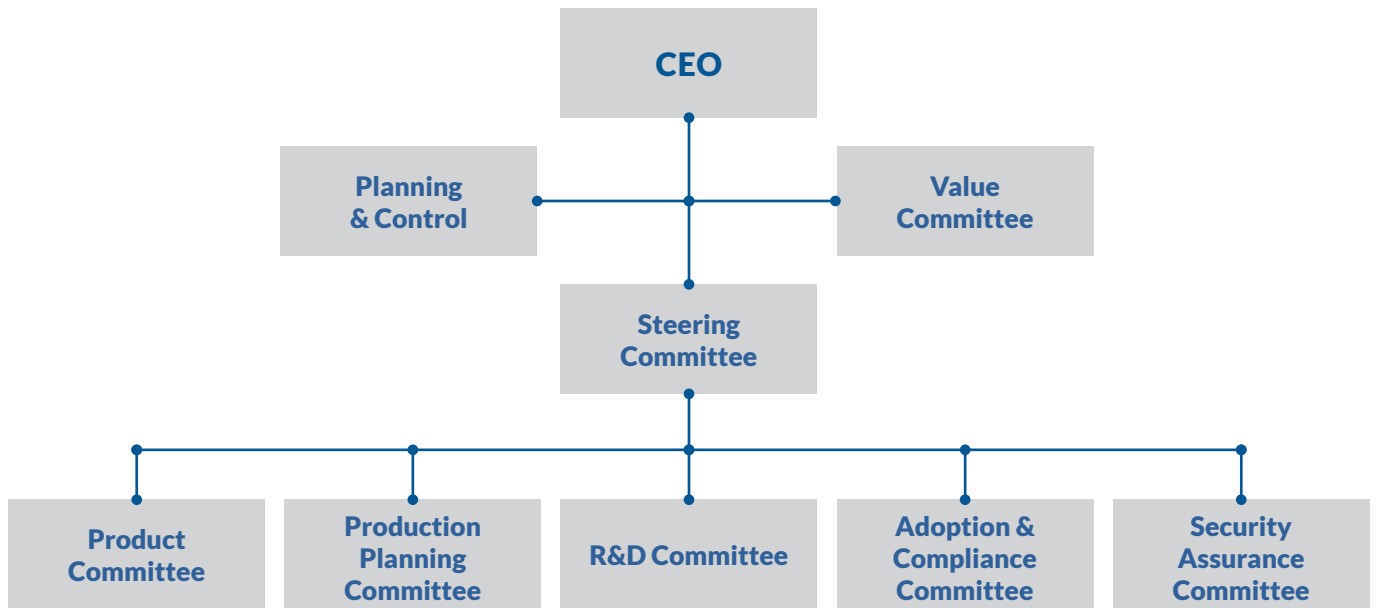 CEO
Planning
& Control
Value
Committee
Steering
Committee
Product
Committee
Production
Planning
Committee
R&D Committee
Adoption &
Compliance
Committee
Security
Assurance
Committee